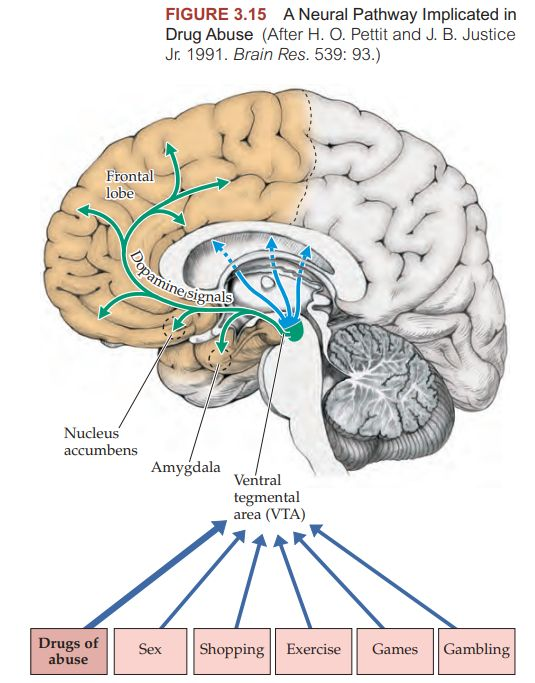 FIGURE 3.15 A Neural Pathway Implicated in
Drug Abuse (After H. O. Pettit and J. B. Justice
Jr. 1991. Brain Res. 539: 93.)
Frontal
lobe
Dopamine signals
Nucleus
accumbens
Amygdala
Ventral
tegmental
area (VTA)
Drugs of
abuse
Sex
Shopping
Exercise
Games
Gambling